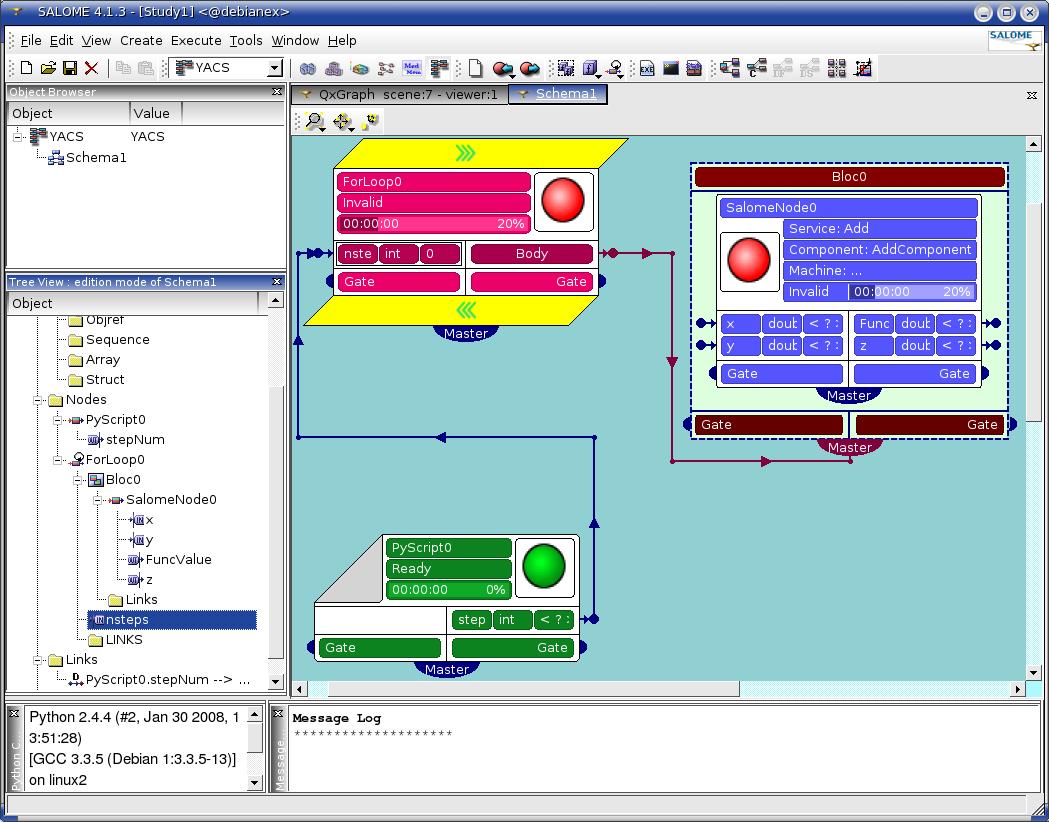 SALOME 4.1.3 - [Study1] <@debianex>
File Edit View Create Execute Tools Window Help
SALOME
YACS
Object Browser
Object Value
YACS YACS
Schema1
Tree View : edition mode of Schema1
Object
Objref
Sequence
Array
Struct
Nodes
PyScript0
stepNum
ForLoop0
Bloc0
SalomeNode0
x
y
FuncValue
z
Links
nsteps
LINKS
Links
PyScript0.stepNum --> ...
QxGraph scene:7 - viewer:1 Schema1
ForLoop0
Invalid
00:00:00 20%
nste int 0 Body
Gate Gate
Master
Bloc0
SalomeNode0
Service: Add
Component: AddComponent
Machine: ...
Invalid 00:00:00 20%
x doub < ? : Func doub < ? :
y doub < ? : z doub < ? :
Gate Gate
Master
Gate Gate
Master
PyScript0
Ready
00:00:00 0%
step int < ? :
Gate Gate
Master
Python C...
Python 2.4.4 (#2, Jan 30 2008, 1
3:51:28)
[GCC 3.3.5 (Debian 1:3.3.5-13)]
on linux2
Message...
Message Log
********************